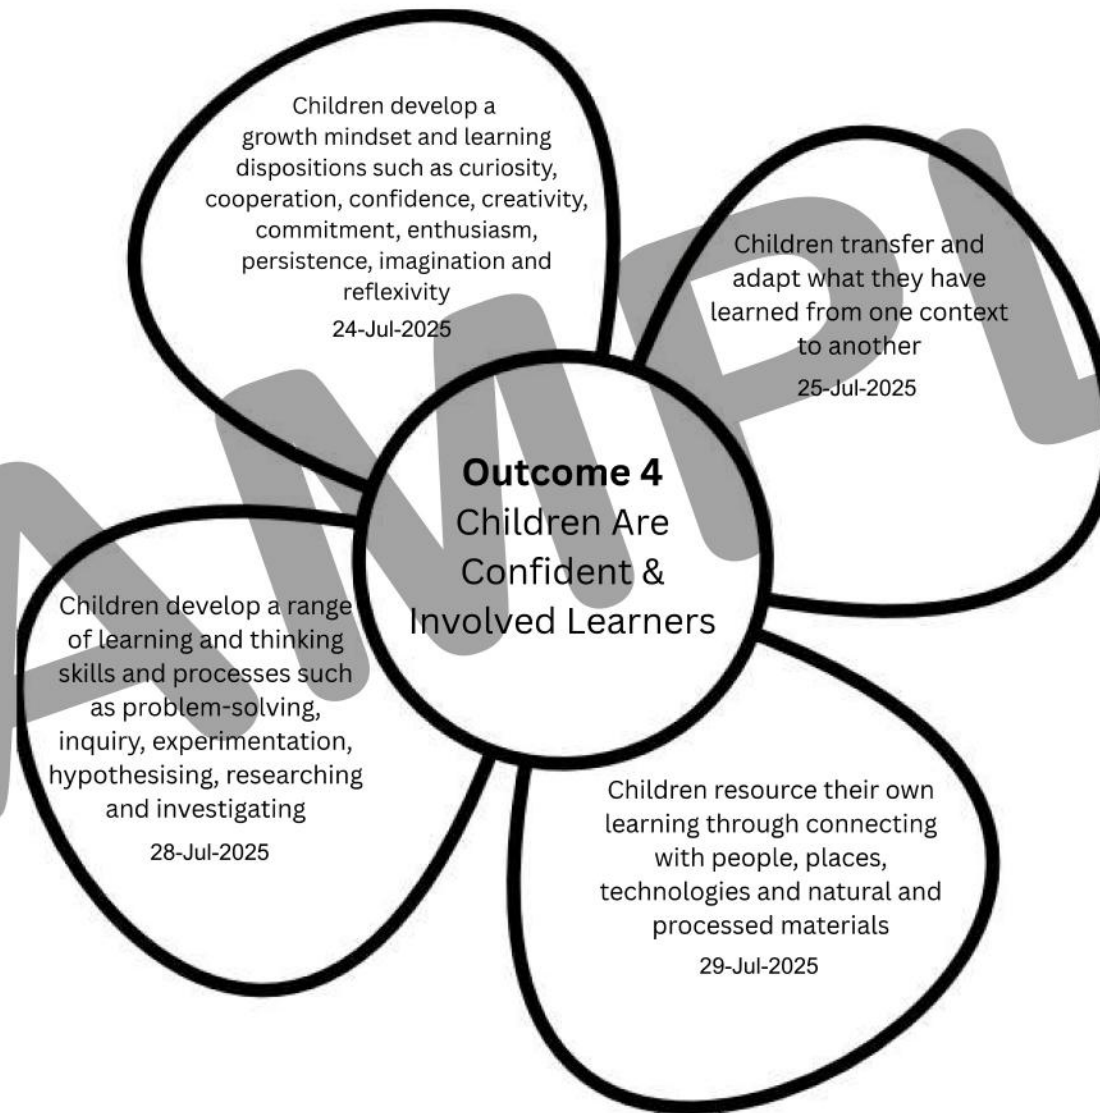 Children develop a
growth mindset and learning
dispositions such as curiosity,
cooperation, confidence, creativity,
commitment, enthusiasm,
persistence, imagination and
reflexivity
24-Jul-2025
Children transfer and
adapt what they have
learned from one context
to another
25-Jul-2025
Outcome 4
Children Are
Confident &
Involved Learners
Children develop a range
of learning and thinking
skills and processes such
as problem-solving,
inquiry, experimentation,
hypothesising, researching
and investigating
28-Jul-2025
Children resource their own
learning through connecting
with people, places,
technologies and natural and
processed materials
29-Jul-2025
AMPL